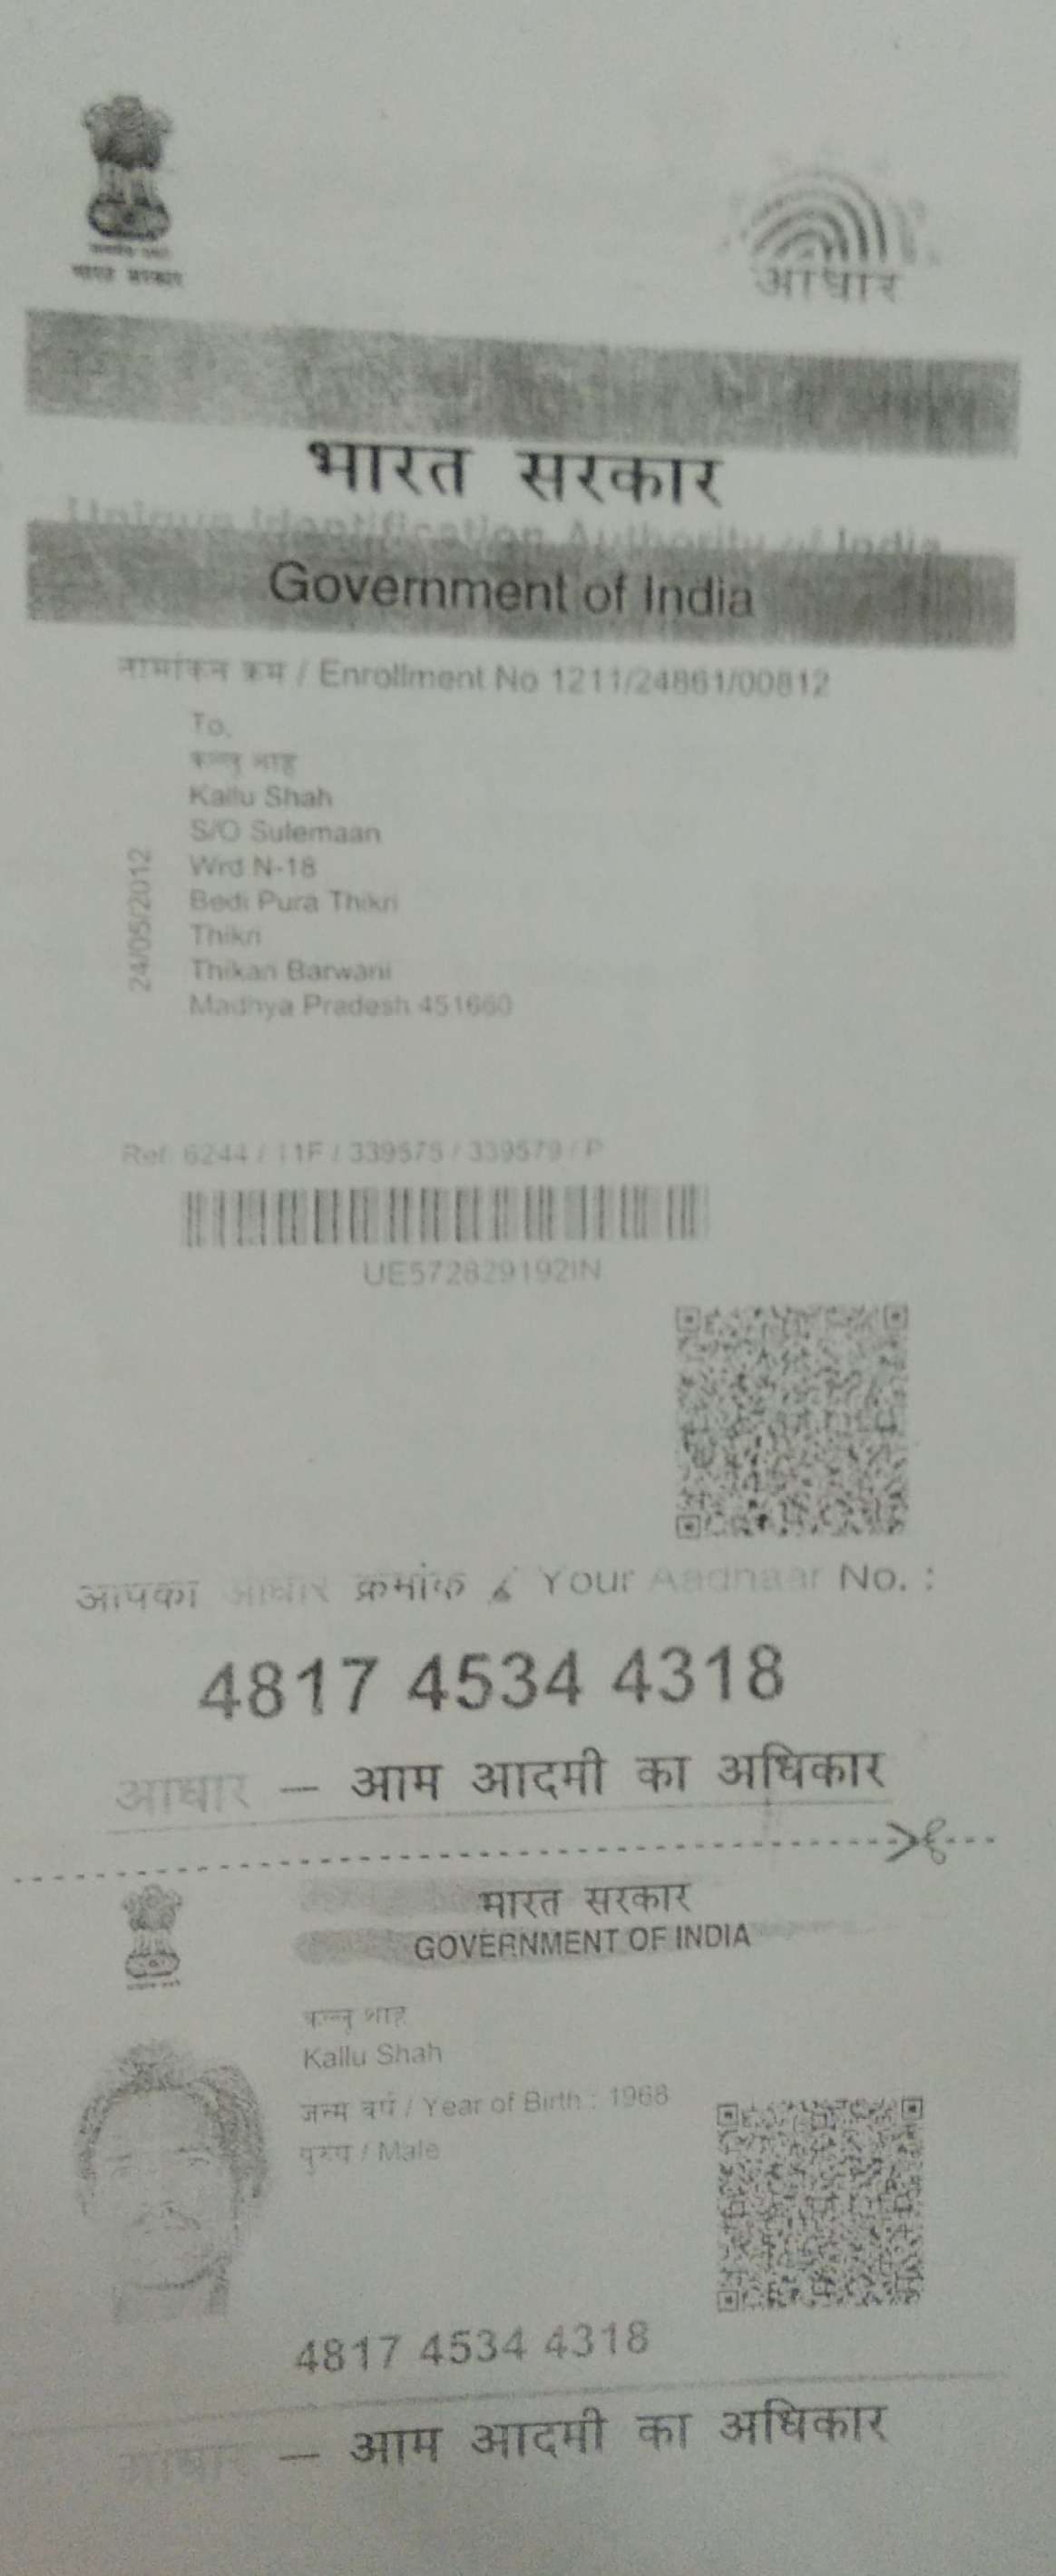 भारत सरकार
आधार
भारत सरकार
Unique Identification Authority of India
Government of India
नामांकन क्रम / Enrollment No 1211/24861/00812
To,
कल्लू शाह
Kallu Shah
S/O Sulemaan
Wrd N-18
Bedi Pura Thikri
Thikri
Thikari Barwani
Madhya Pradesh 451660
24/05/2012
Ref: 6244 / 11F / 339575 / 339579 / P
UE572829192IN
आपका आधार क्रमांक / Your Aadhaar No. :
4817 4534 4318
आधार – आम आदमी का अधिकार
भारत सरकार
GOVERNMENT OF INDIA
कल्लू शाह
Kallu Shah
जन्म वर्ष / Year of Birth : 1968
पुरुष / Male
4817 4534 4318
आधार – आम आदमी का अधिकार